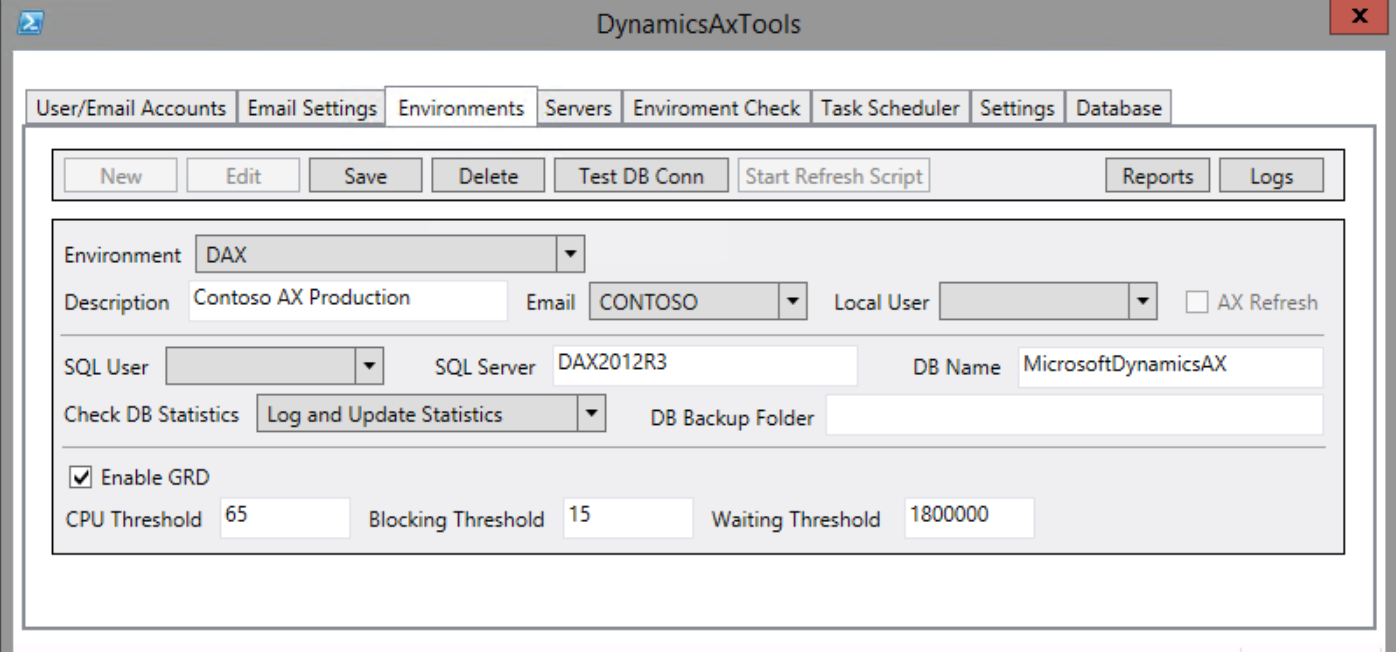 DynamicsAxTools
x
User/Email Accounts Email Settings Environments Servers Enviroment Check Task Scheduler Settings Database
New Edit Save Delete Test DB Conn Start Refresh Script Reports Logs
Environment DAX
Description Contoso AX Production Email CONTOSO Local User AX Refresh
SQL User SQL Server DAX2012R3 DB Name MicrosoftDynamicsAX
Check DB Statistics Log and Update Statistics DB Backup Folder
Enable GRD
CPU Threshold 65 Blocking Threshold 15 Waiting Threshold 1800000